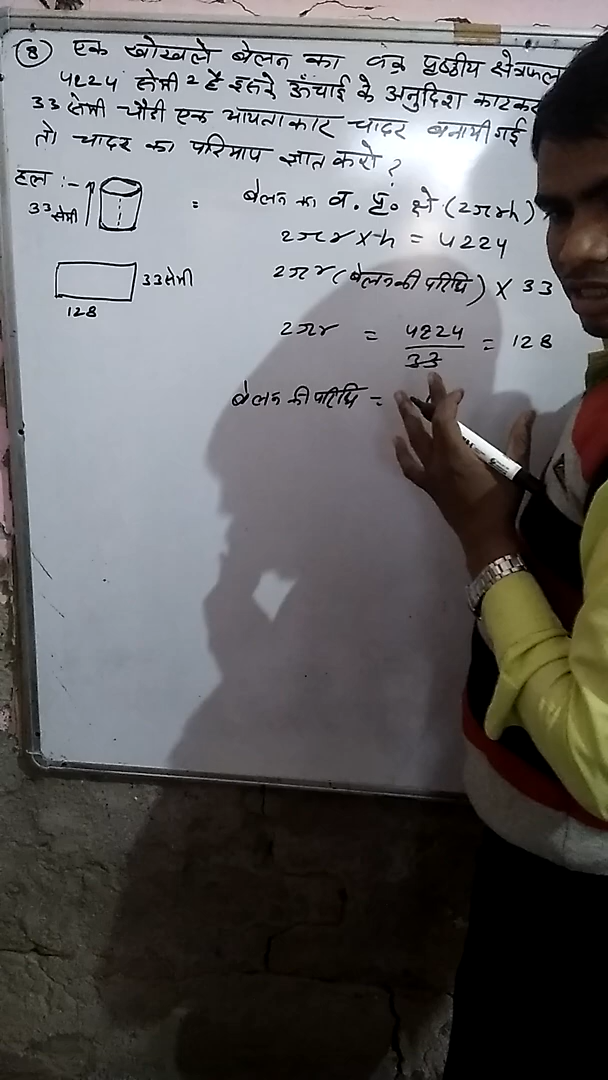 8 एक खोखले बेलन का वक्र पृष्ठीय क्षेत्रफल
4224 सेमी 2 है इसे ऊँचाई के अनुदिश काटकर
33 सेमी चौडी एक आयताकार चादर बनायी गई
तो चादर का परिमाप ज्ञात करो ?
हल :-
33 सेमी
= बेलन का व. पृ. क्षे (2πrh)
2πr x h = 4224
33 सेमी
128
2πr (बेलन की परिधि) x 33
2πr = 4224/33 = 128
बेलन की परिधि =